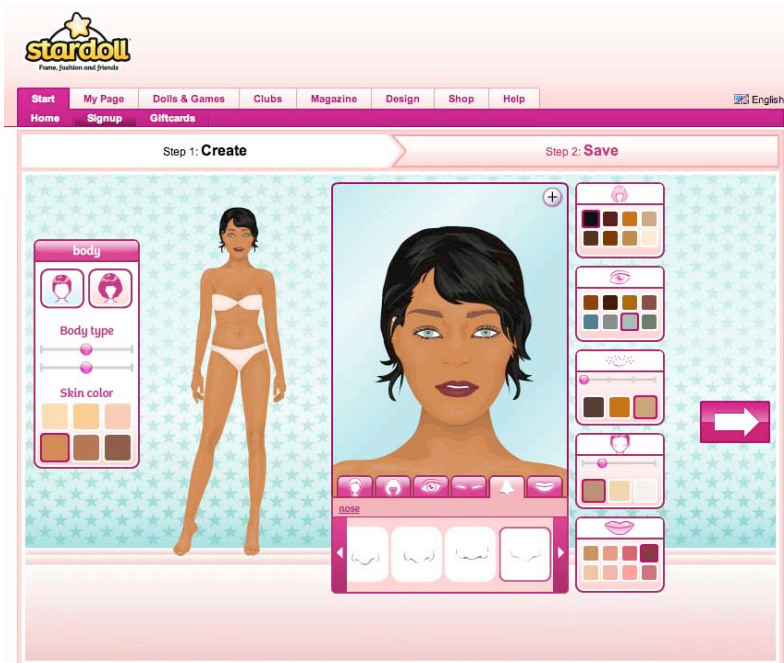 stardoll
Fame, fashion and friends
Start My Page Dolls & Games Clubs Magazine Design Shop Help English
Home Signup Giftcards
Step 1: Create Step 2: Save
body
Body type
Skin color
nose